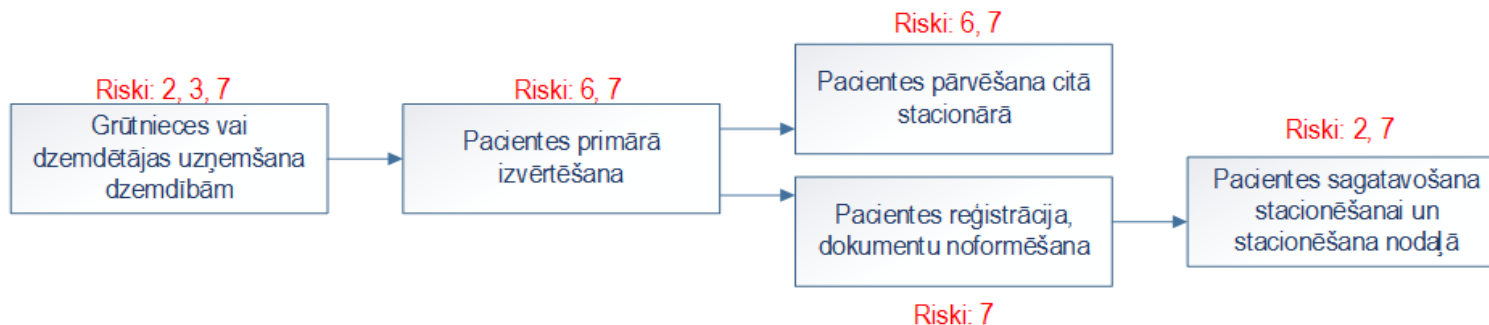 Riski: 2, 3, 7
Grūtnieces vai
dzemdētājas uzņemšana
dzemdībām
Riski: 6, 7
Pacientes primārā
izvērtēšana
Riski: 6, 7
Pacientes pārvēšana citā
stacionārā
Pacientes reģistrācija,
dokumentu noformēšana
Riski: 7
Riski: 2, 7
Pacientes sagatavošana
stacionēšanai un
stacionēšana nodaļā